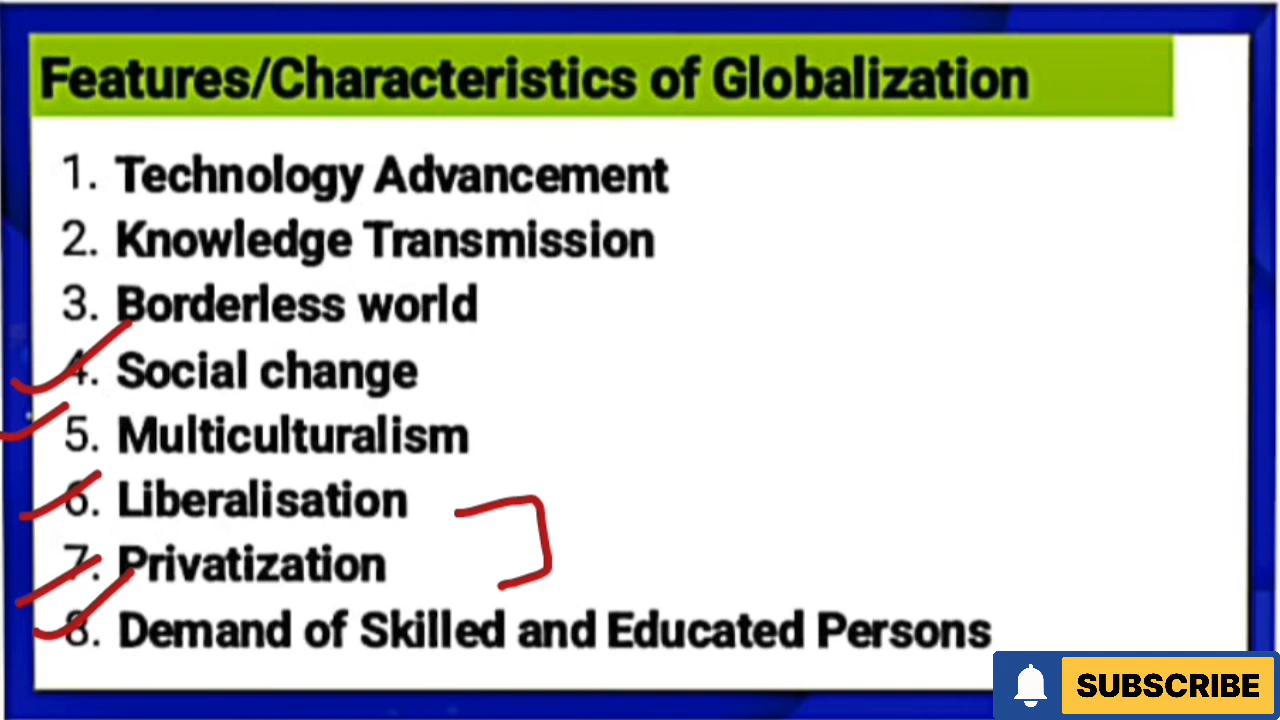 Features/Characteristics of Globalization
1. Technology Advancement
2. Knowledge Transmission
3. Borderless world
4. Social change
5. Multiculturalism
6. Liberalisation
7. Privatization
8. Demand of Skilled and Educated Persons
SUBSCRIBE